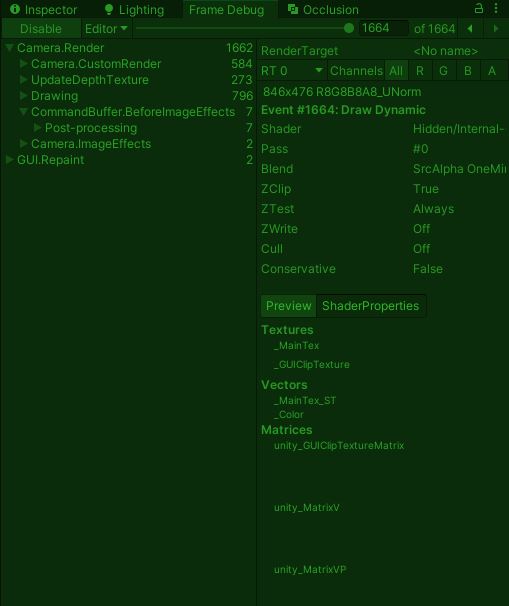 Inspector Lighting Frame Debug Occlusion
Disable Editor 1664 of 1664
Camera.Render 1662
Camera.CustomRender 584
UpdateDepthTexture 273
Drawing 796
CommandBuffer.BeforeImageEffects 7
Post-processing 7
Camera.ImageEffects 2
GUI.Repaint 2
RenderTarget <No name>
RT 0 Channels All R G B A
846x476 R8G8B8A8_UNorm
Event #1664: Draw Dynamic
Shader Hidden/Internal-
Pass #0
Blend SrcAlpha OneMi
ZClip True
ZTest Always
ZWrite Off
Cull Off
Conservative False
Preview ShaderProperties
Textures
_MainTex
_GUIClipTexture
Vectors
_MainTex_ST
_Color
Matrices
unity_GUIClipTextureMatrix
unity_MatrixV
unity_MatrixVP